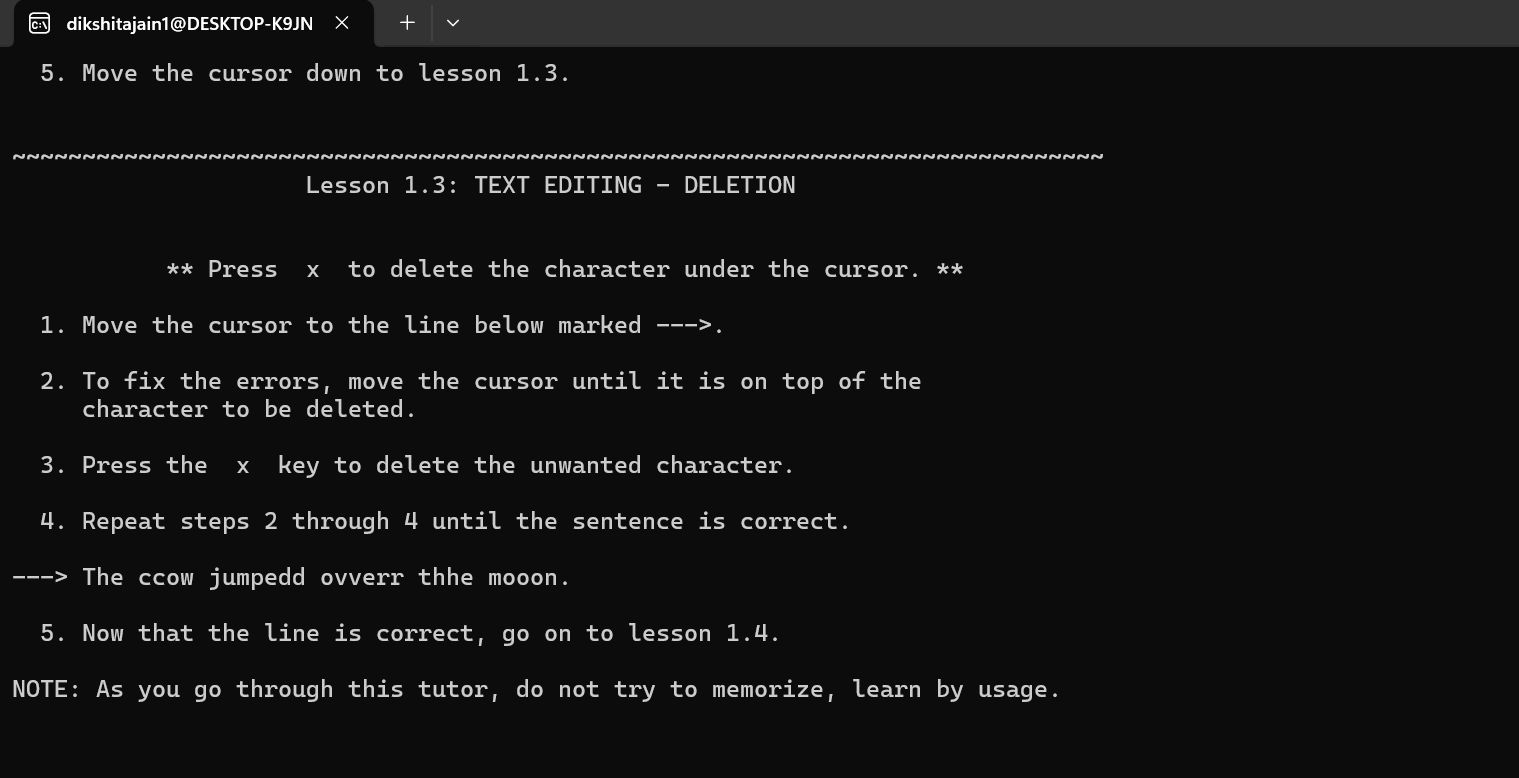 dikshitajain1@DESKTOP-K9JN
5. Move the cursor down to lesson 1.3.
~~~~~~~~~~~~~~~~~~~~~~~~~~~~~~~~~~~~~~~~~~~~~~~~~~~~~~~~~~~~~~~~~~~~~~~~~~~~~~
Lesson 1.3: TEXT EDITING - DELETION
** Press  x  to delete the character under the cursor. **
1. Move the cursor to the line below marked --->.
2. To fix the errors, move the cursor until it is on top of the
character to be deleted.
3. Press the  x  key to delete the unwanted character.
4. Repeat steps 2 through 4 until the sentence is correct.
---> The ccow jumpedd ovverr thhe mooon.
5. Now that the line is correct, go on to lesson 1.4.
NOTE: As you go through this tutor, do not try to memorize, learn by usage.